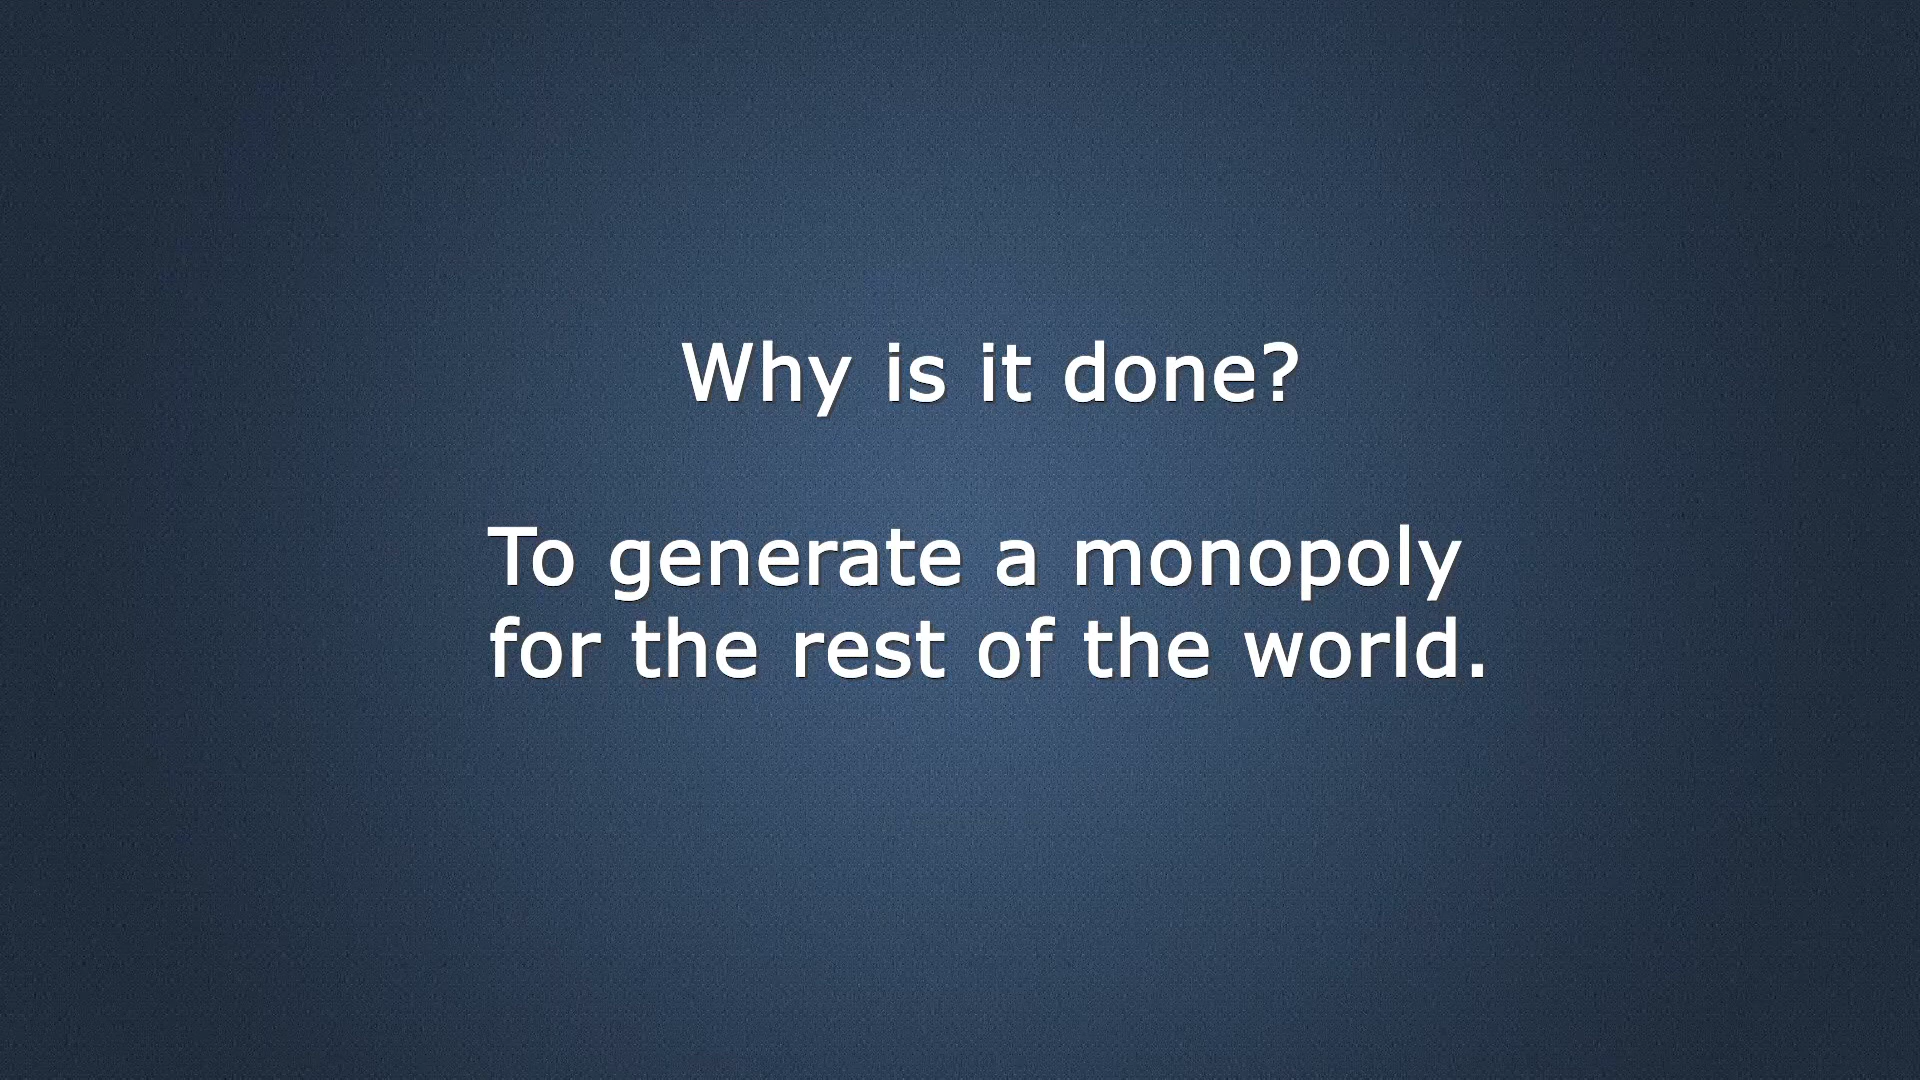 Why is it done?
To generate a monopoly
for the rest of the world.